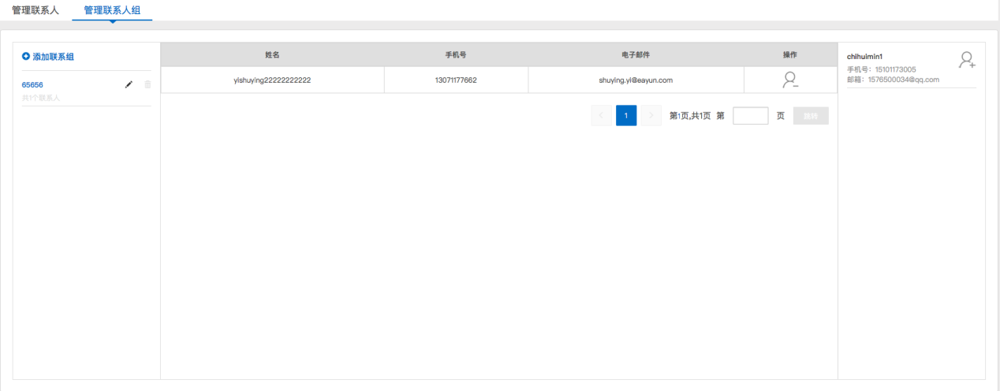 管理联系人 管理联系人组
添加联系组
65656
共1个联系人
姓名 手机号 电子邮件 操作
yishuying22222222222 13071177662 shuying.yi@eayun.com
< 1 > 第1页,共1页 第 页 跳转
chihuimin1
手机号：15101173005
邮箱：1576500034@qq.com